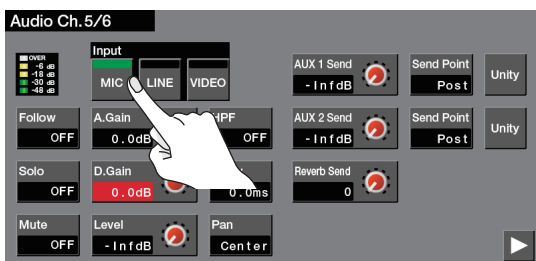 Audio Ch.5/6
OVER
-6 dB
-18 dB
-30 dB
-48 dB
Input
MIC LINE VIDEO
AUX 1 Send
-InfdB
Send Point
Post
Unity
Follow
OFF
A.Gain
0.0dB
HPF
OFF
AUX 2 Send
-InfdB
Send Point
Post
Unity
Solo
OFF
D.Gain
0.0dB
0.0ms
Reverb Send
0
Mute
OFF
Level
-InfdB
Pan
Center